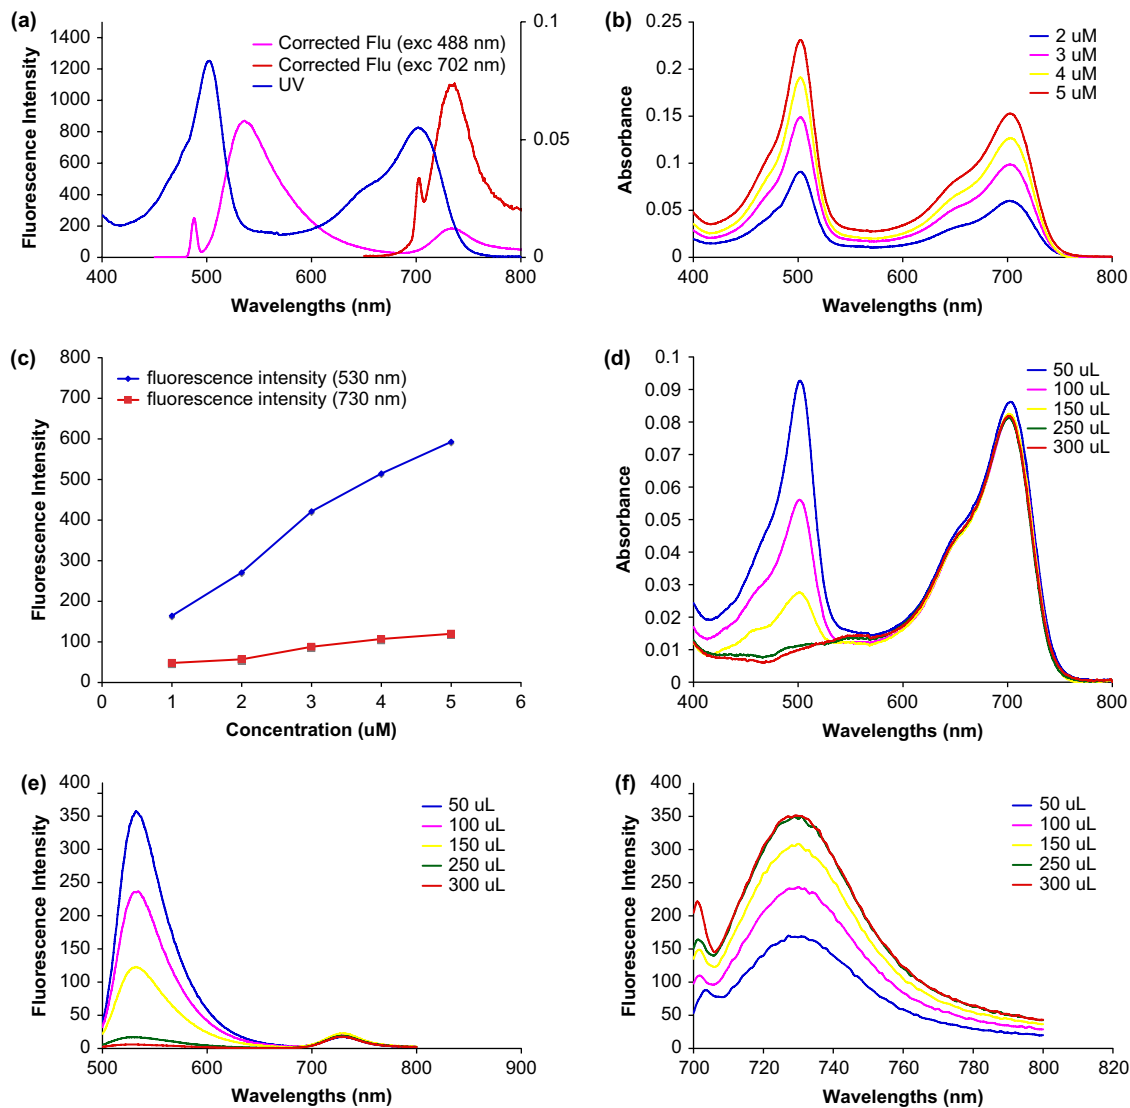 (a)
1400
1200
1000
800
600
400
200
0
0.1
0.05
0
Corrected Flu (exc 488 nm)
Corrected Flu (exc 702 nm)
UV
400 500 600 700 800
Wavelengths (nm)
Fluorescence Intensity
(b)
0.25
0.20
0.15
0.10
0.05
0
2 uM
3 uM
4 uM
5 uM
400 500 600 700 800
Wavelengths (nm)
Absorbance
(c)
800
700
600
500
400
300
200
100
0
fluorescence intensity (530 nm)
fluorescence intensity (730 nm)
0 1 2 3 4 5 6
Concentration (uM)
Fluorescence Intensity
(d)
0.1
0.09
0.08
0.07
0.06
0.05
0.04
0.03
0.02
0.01
0
50 uL
100 uL
150 uL
250 uL
300 uL
400 500 600 700 800
Wavelengths (nm)
Absorbance
(e)
400
350
300
250
200
150
100
50
0
50 uL
100 uL
150 uL
250 uL
300 uL
500 600 700 800 900
Wavelengths (nm)
Fluorescence Intensity
(f)
400
350
300
250
200
150
100
50
0
50 uL
100 uL
150 uL
250 uL
300 uL
700 720 740 760 780 800 820
Wavelengths (nm)
Fluorescence Intensity